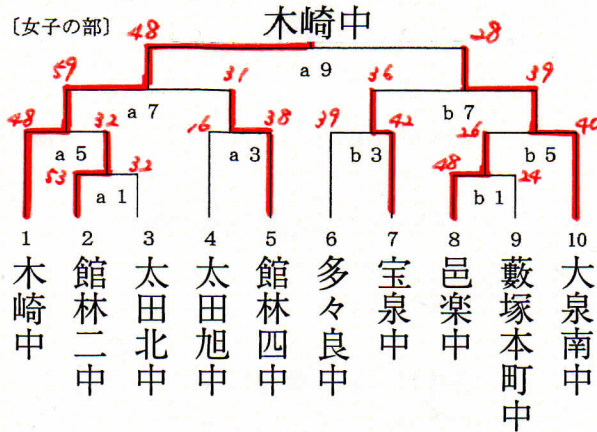 〔女子の部〕
木崎中
48 28
a 9
59 31 36 39
a 7 b 7
48 32 16 38 39 42 26 40
a 5 a 3 b 3 b 5
53 32 48 24
a 1 b 1
1 2 3 4 5 6 7 8 9 10
木崎中
館林二中
太田北中
太田旭中
館林四中
多々良中
宝泉中
邑楽中
藪塚本町中
大泉南中